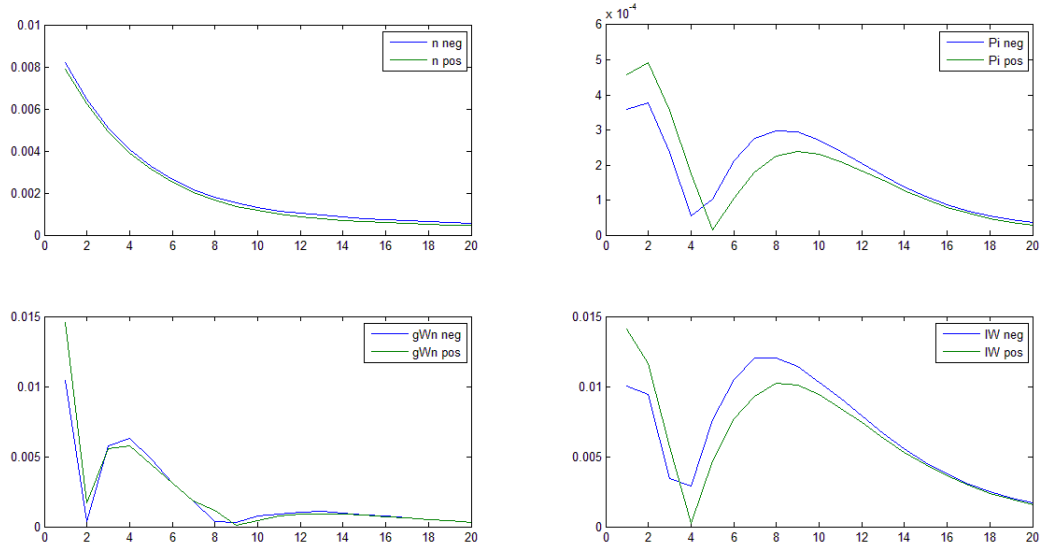 0.01
0.008
0.006
0.004
0.002
0
0 2 4 6 8 10 12 14 16 18 20
n neg
n pos
x 10-4
6
5
4
3
2
1
0
0 2 4 6 8 10 12 14 16 18 20
Pi neg
Pi pos
0.015
0.01
0.005
0
0 2 4 6 8 10 12 14 16 18 20
gWn neg
gWn pos
0.015
0.01
0.005
0
0 2 4 6 8 10 12 14 16 18 20
IW neg
IW pos